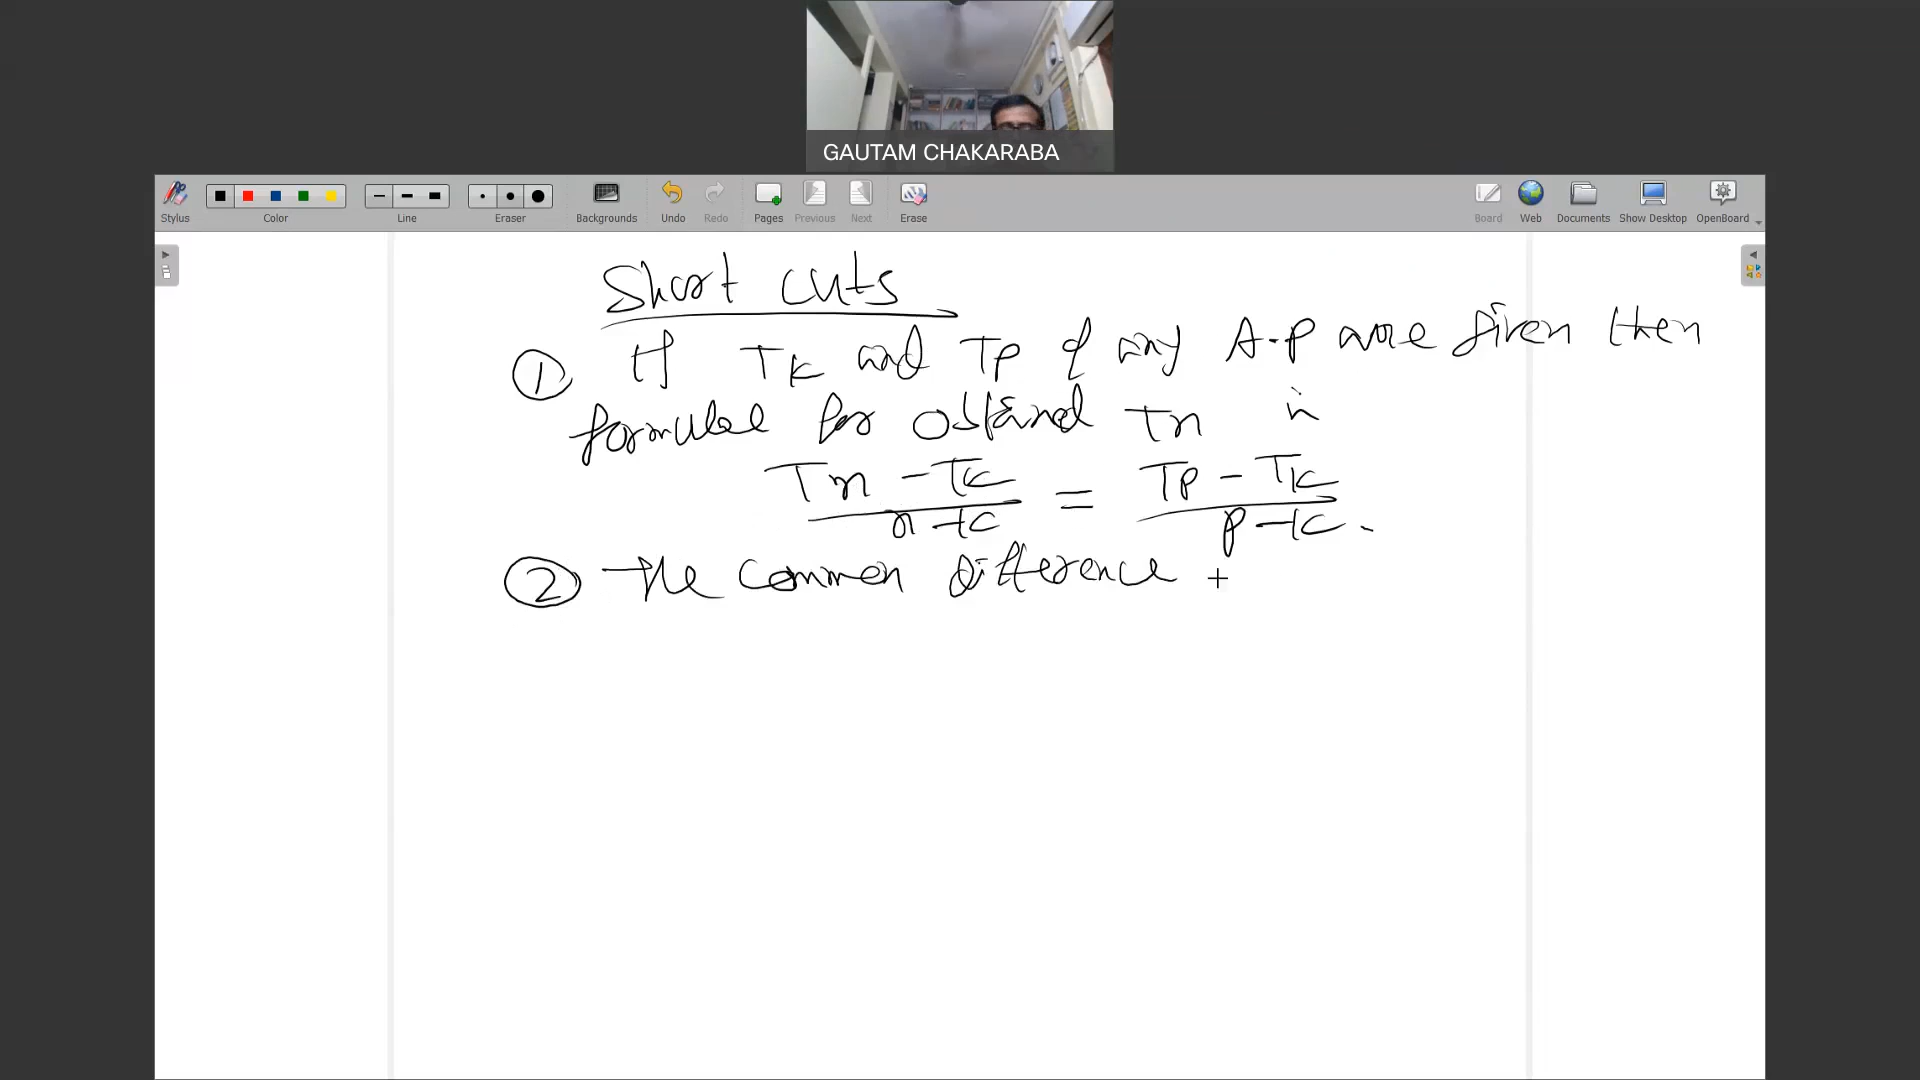 GAUTAM CHAKARABA
Stylus Color Line Eraser Backgrounds Undo Redo Pages Previous Next Erase Board Web Documents Show Desktop OpenBoard
Short cuts
① If TK and TP of any A.P are given then
formulae for obtained Tn is
Tn - TK / n - K = TP - TK / P - K .
② The common difference